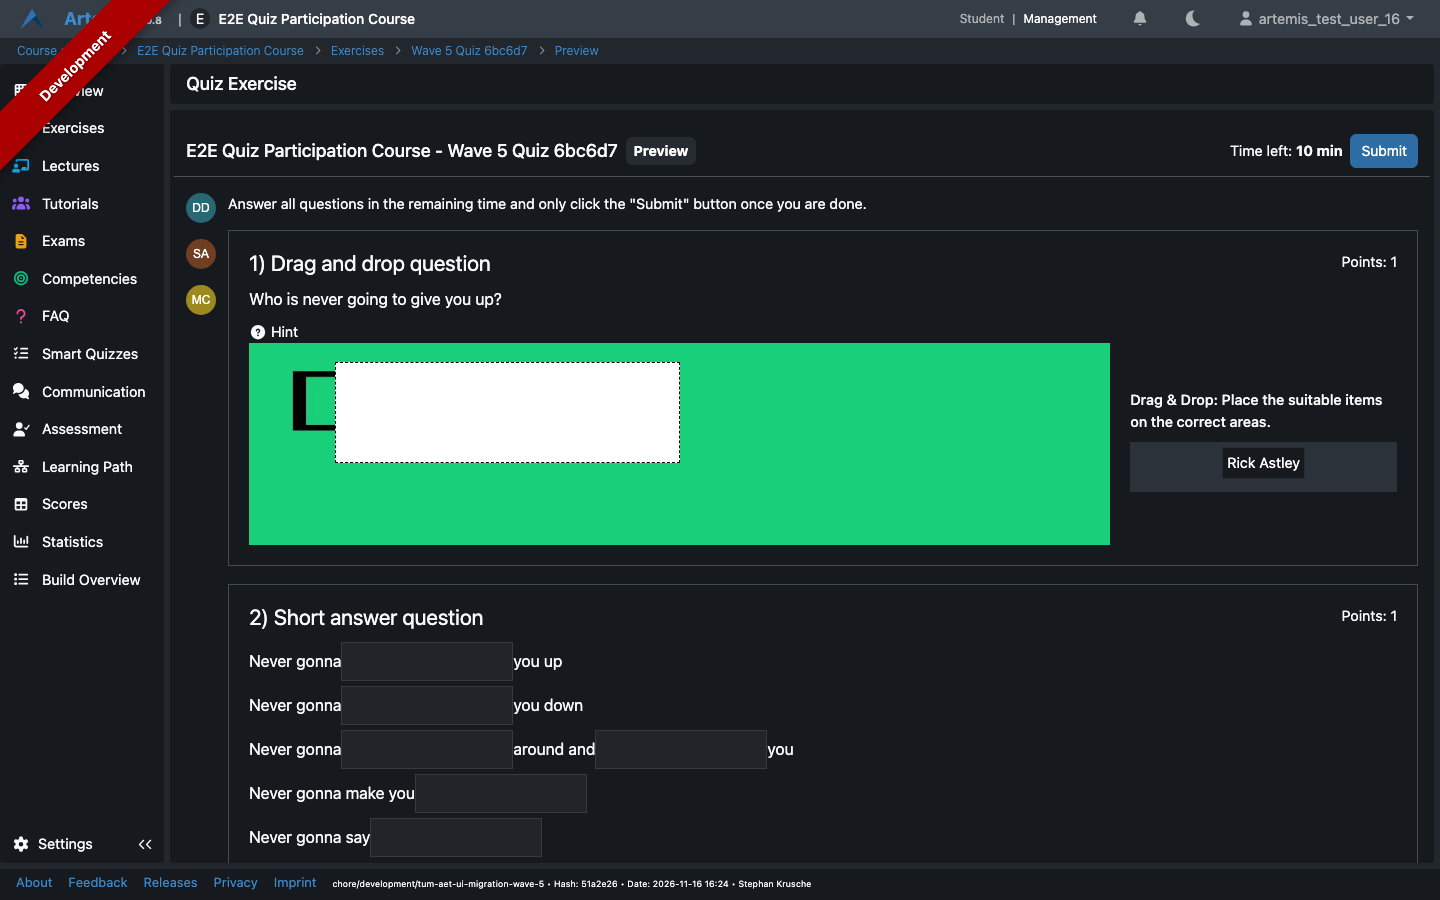 E E2E Quiz Participation Course
Student | Management
artemis_test_user_16
Development
Course
E2E Quiz Participation Course
Exercises
Wave 5 Quiz 6bc6d7
Preview
Exercises
Lectures
Tutorials
Exams
Competencies
FAQ
Smart Quizzes
Communication
Assessment
Learning Path
Scores
Statistics
Build Overview
Settings
Quiz Exercise
E2E Quiz Participation Course - Wave 5 Quiz 6bc6d7 Preview
Time left: 10 min Submit
DD
SA
MC
Answer all questions in the remaining time and only click the "Submit" button once you are done.
1) Drag and drop question
Points: 1
Who is never going to give you up?
Hint
Drag & Drop: Place the suitable items
on the correct areas.
Rick Astley
2) Short answer question
Points: 1
Never gonna you up
Never gonna you down
Never gonna around and you
Never gonna make you
Never gonna say
About Feedback Releases Privacy Imprint
chore/development/tum-aet-ui-migration-wave-5 • Hash: 51a2e26 • Date: 2026-11-16 16:24 • Stephan Krusche